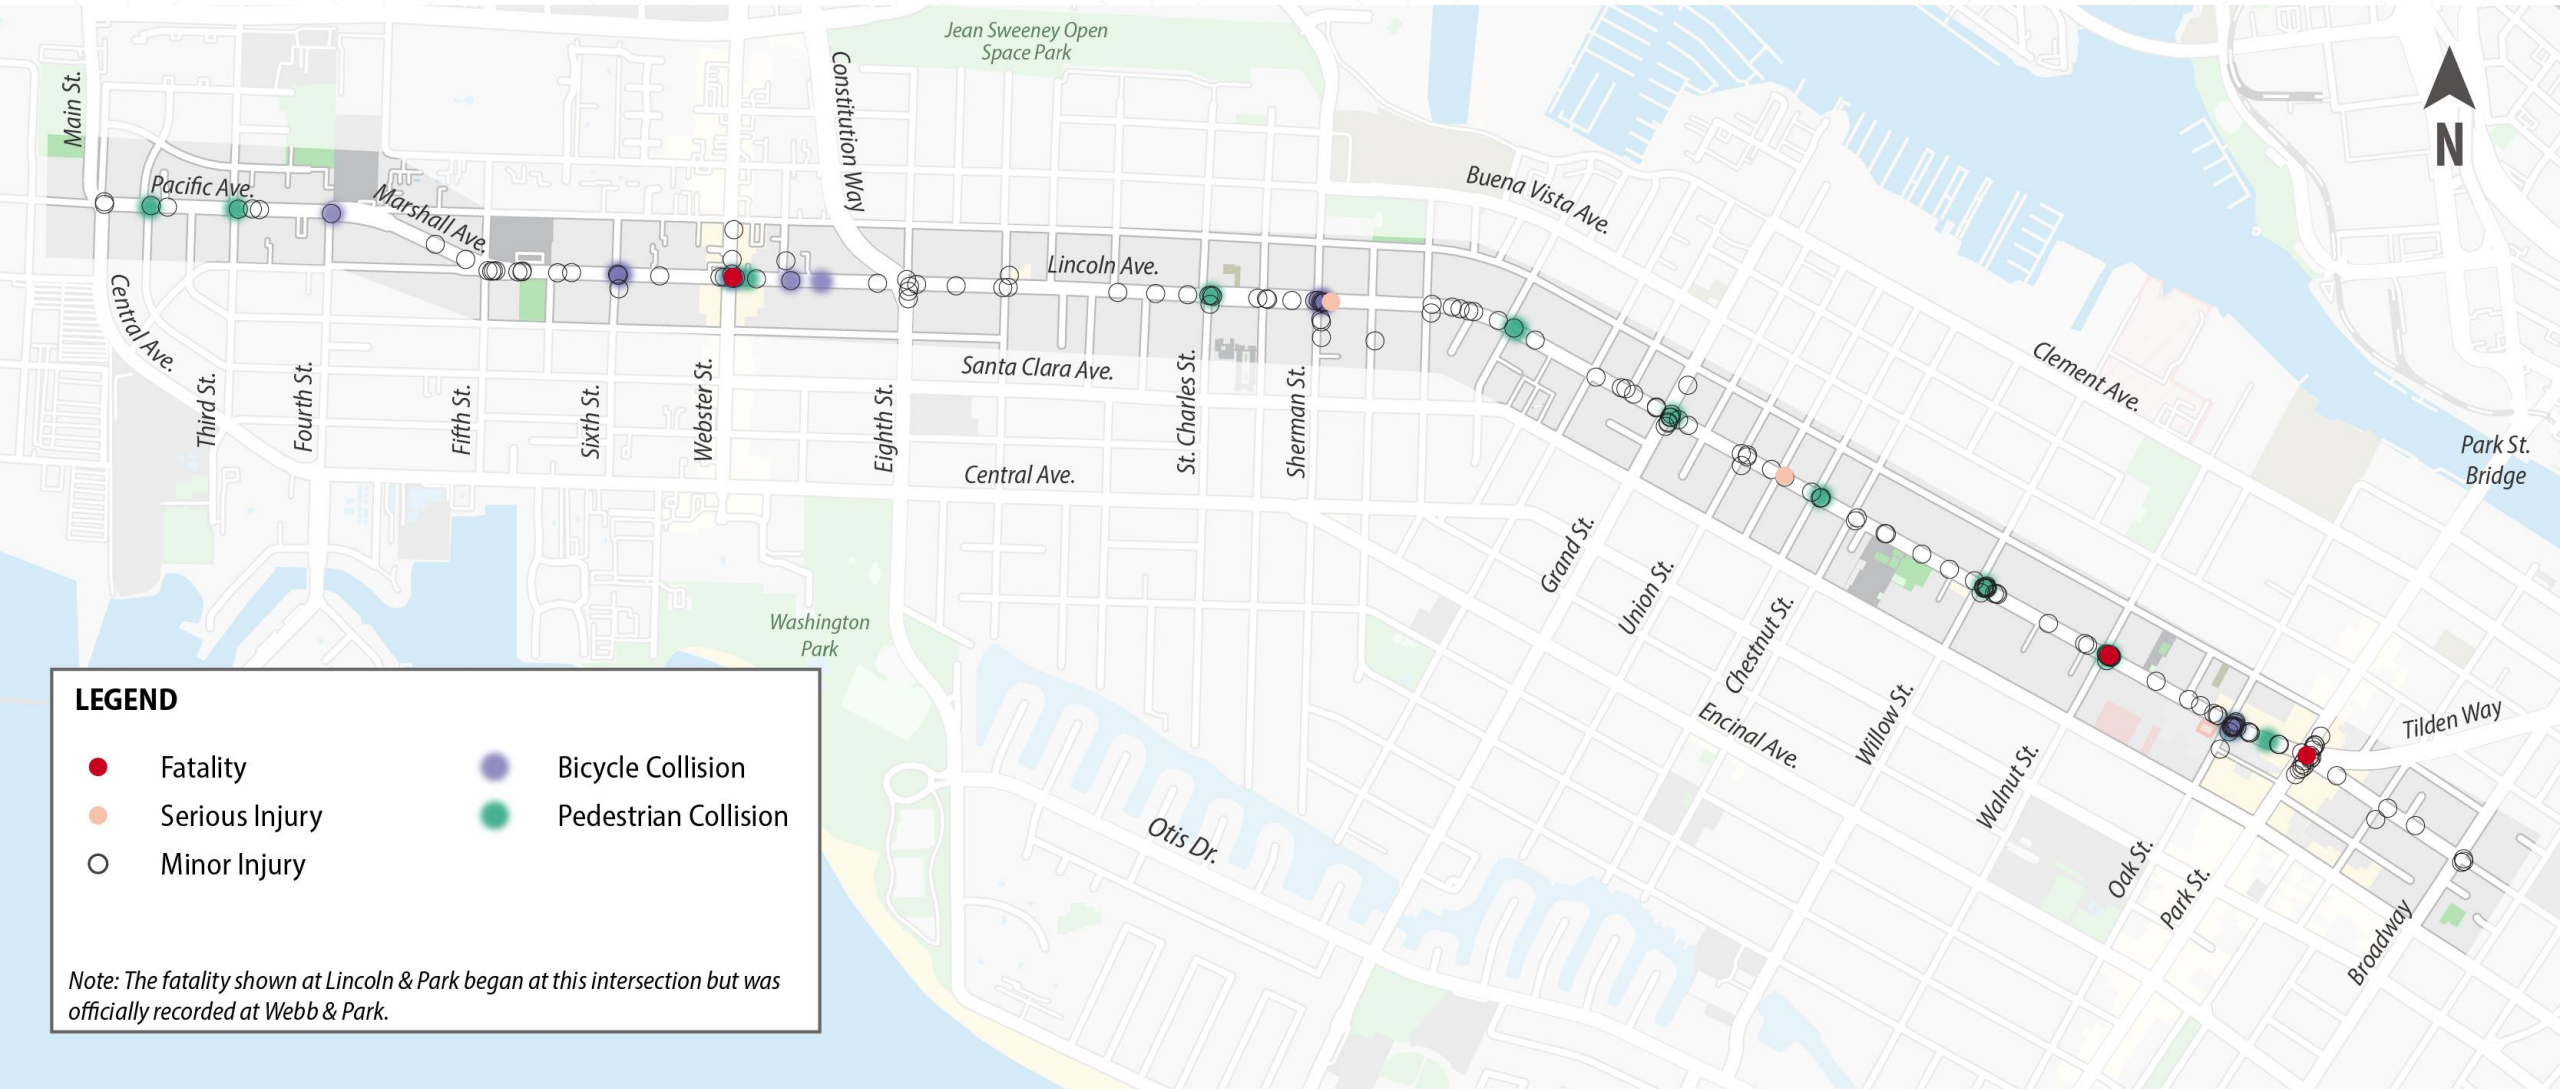 Jean Sweeney Open
Space Park
Main St.
Constitution Way
N
Pacific Ave.
Marshall Ave.
Buena Vista Ave.
Lincoln Ave.
Central Ave.
Santa Clara Ave.
Clement Ave.
Third St.
Fourth St.
Fifth St.
Sixth St.
Webster St.
Eighth St.
St. Charles St.
Sherman St.
Central Ave.
Park St.
Bridge
Grand St.
Union St.
Chestnut St.
Washington
Park
Encinal Ave.
Willow St.
Walnut St.
Oak St.
Park St.
Broadway
Tilden Way
Otis Dr.
LEGEND
Fatality
Serious Injury
Minor Injury
Bicycle Collision
Pedestrian Collision
Note: The fatality shown at Lincoln & Park began at this intersection but was
officially recorded at Webb & Park.